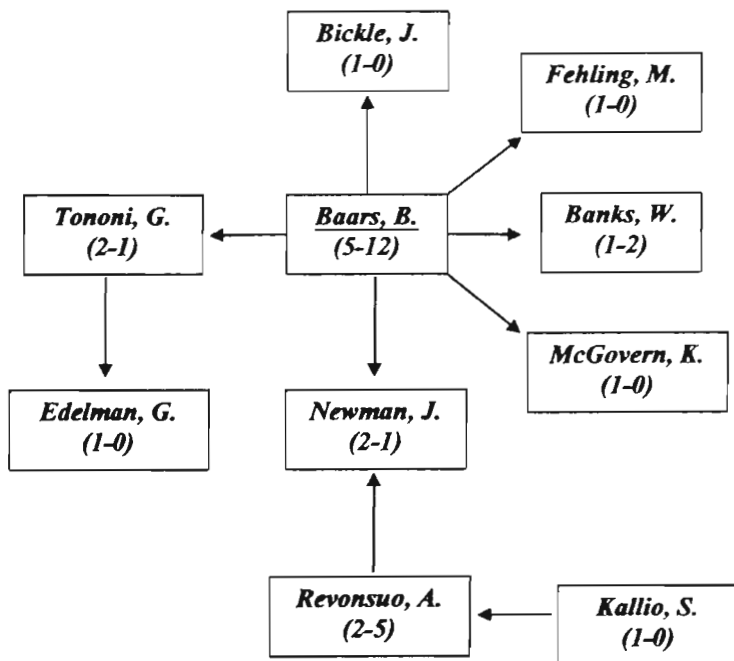 Bickle, J.
(1-0)
Fehling, M.
(1-0)
Tononi, G.
(2-1)
Baars, B.
(5-12)
Banks, W.
(1-2)
McGovern, K.
(1-0)
Edelman, G.
(1-0)
Newman, J.
(2-1)
Revonsuo, A.
(2-5)
Kallio, S.
(1-0)